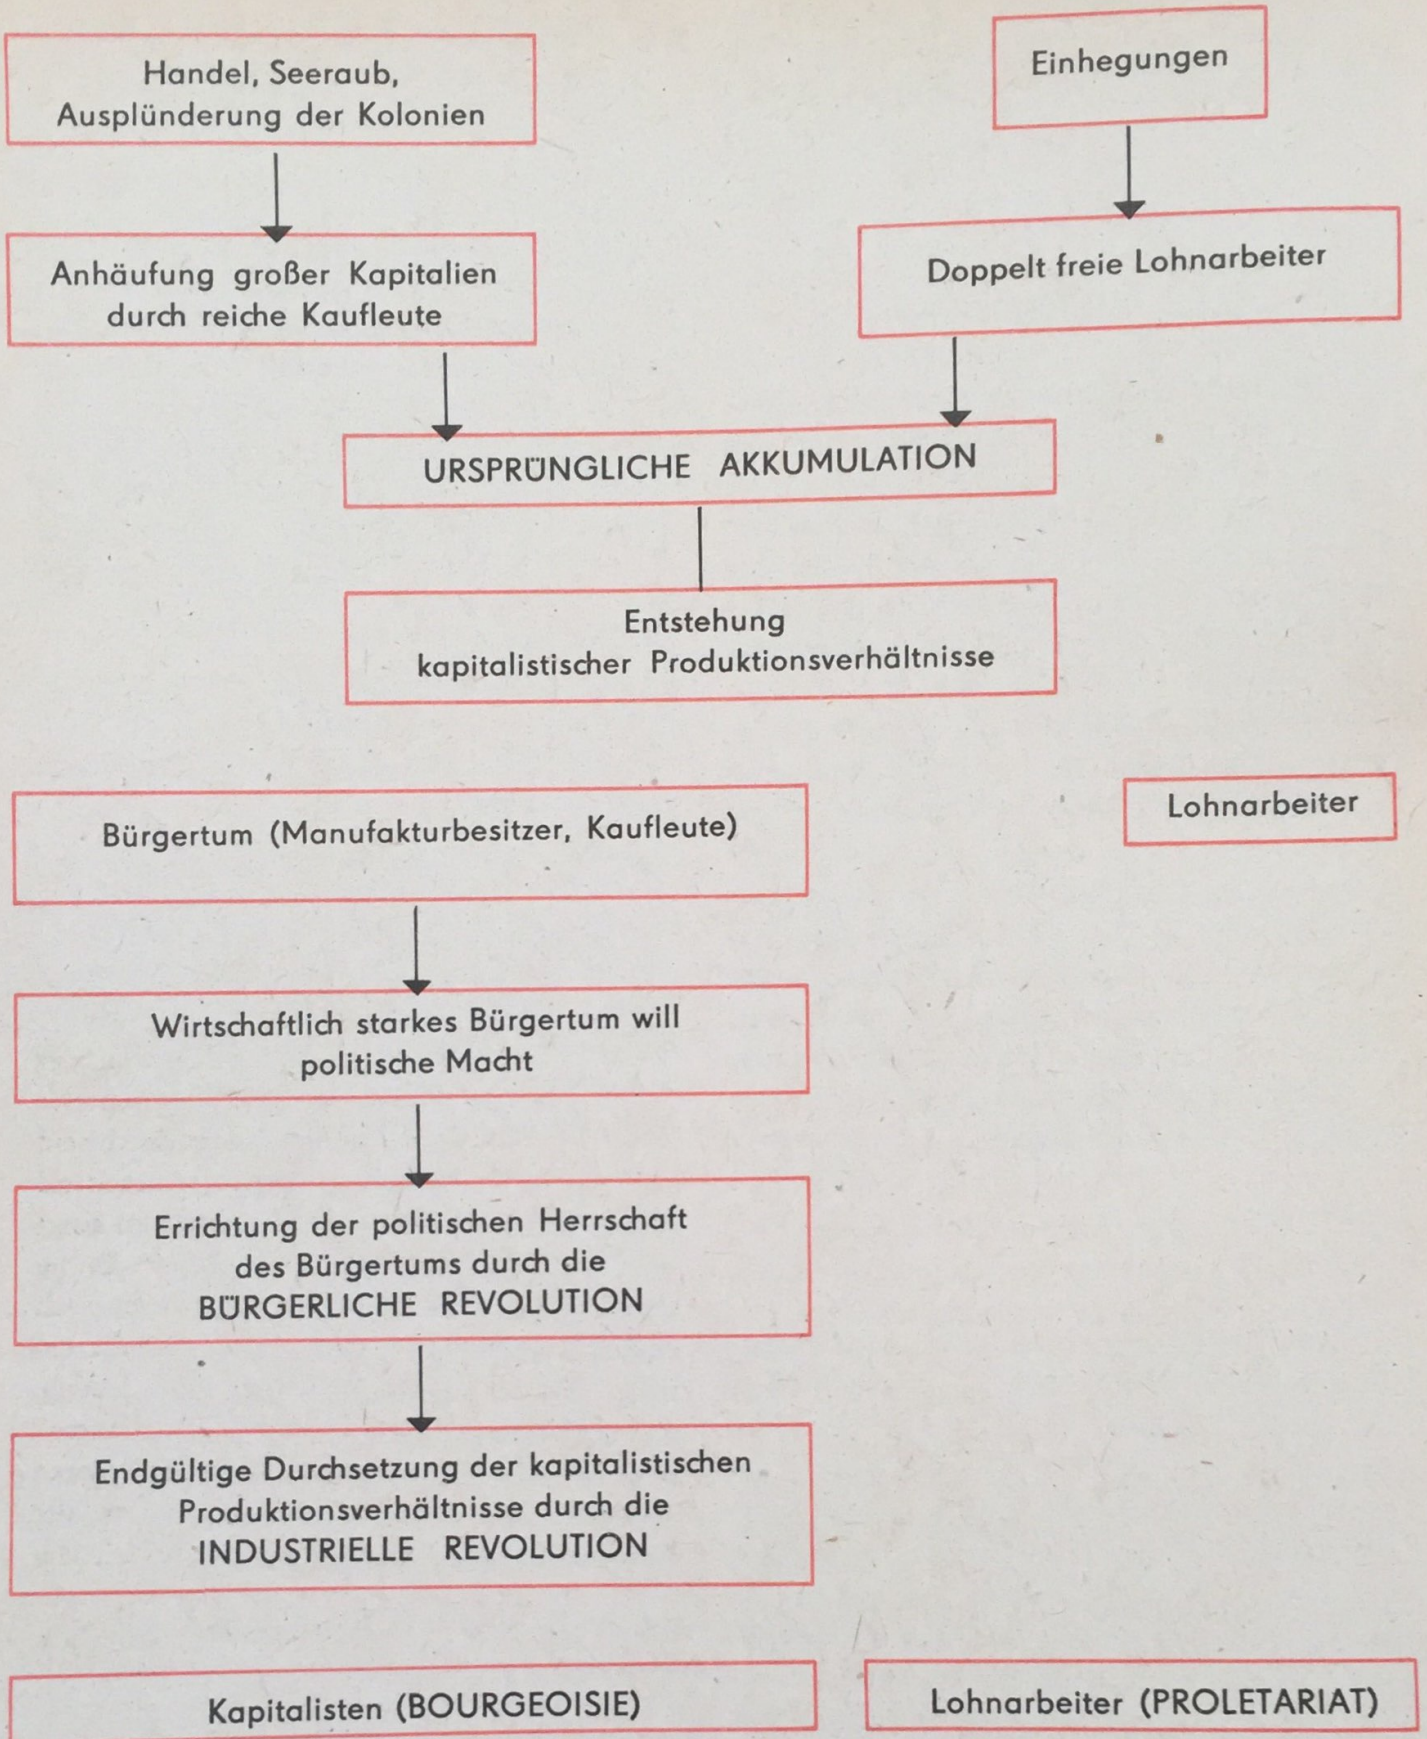 Handel, Seeraub,
Ausplünderung der Kolonien
Einhegungen
Anhäufung großer Kapitalien
durch reiche Kaufleute
Doppelt freie Lohnarbeiter
URSPRÜNGLICHE AKKUMULATION
Entstehung
kapitalistischer Produktionsverhältnisse
Bürgertum (Manufakturbesitzer, Kaufleute)
Lohnarbeiter
Wirtschaftlich starkes Bürgertum will
politische Macht
Errichtung der politischen Herrschaft
des Bürgertums durch die
BÜRGERLICHE REVOLUTION
Endgültige Durchsetzung der kapitalistischen
Produktionsverhältnisse durch die
INDUSTRIELLE REVOLUTION
Kapitalisten (BOURGEOISIE)
Lohnarbeiter (PROLETARIAT)